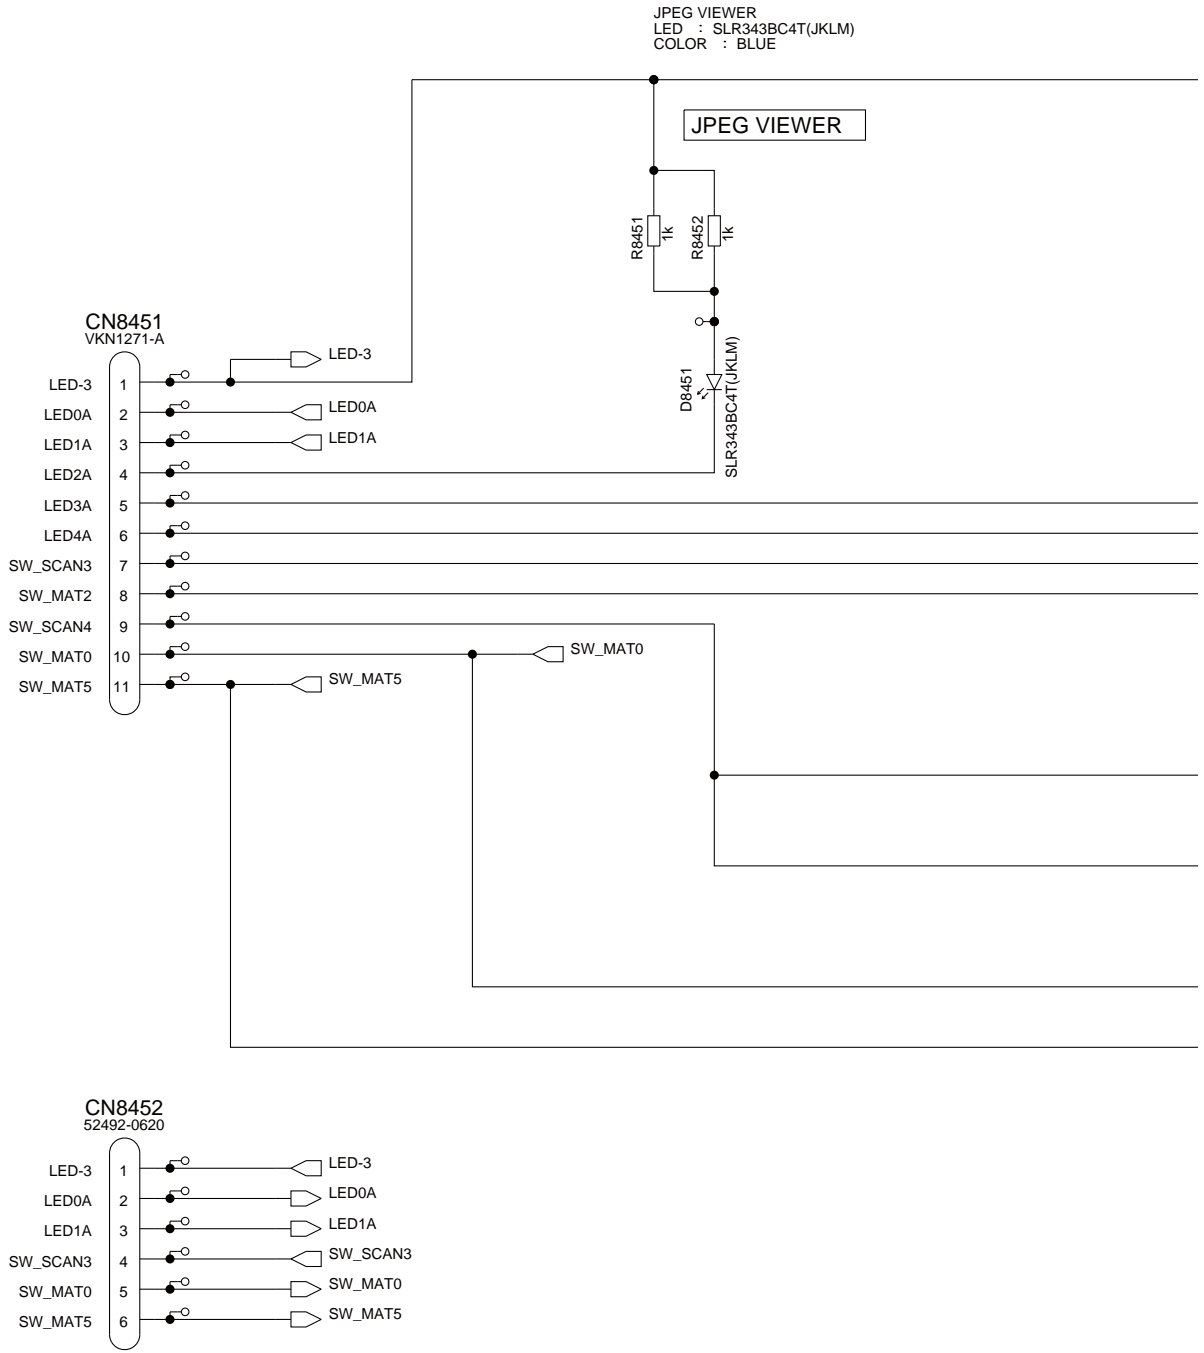 JPEG VIEWER
LED : SLR343BC4T(JKLM)
COLOR : BLUE
JPEG VIEWER
R8451
1k
R8452
1k
D8451
SLR343BC4T(JKLM)
CN8451
VKN1271-A
LED-3 1 LED-3
LED0A 2 LED0A
LED1A 3 LED1A
LED2A 4
LED3A 5
LED4A 6
SW_SCAN3 7
SW_MAT2 8
SW_SCAN4 9
SW_MAT0 10 SW_MAT0
SW_MAT5 11 SW_MAT5
CN8452
52492-0620
LED-3 1 LED-3
LED0A 2 LED0A
LED1A 3 LED1A
SW_SCAN3 4 SW_SCAN3
SW_MAT0 5 SW_MAT0
SW_MAT5 6 SW_MAT5